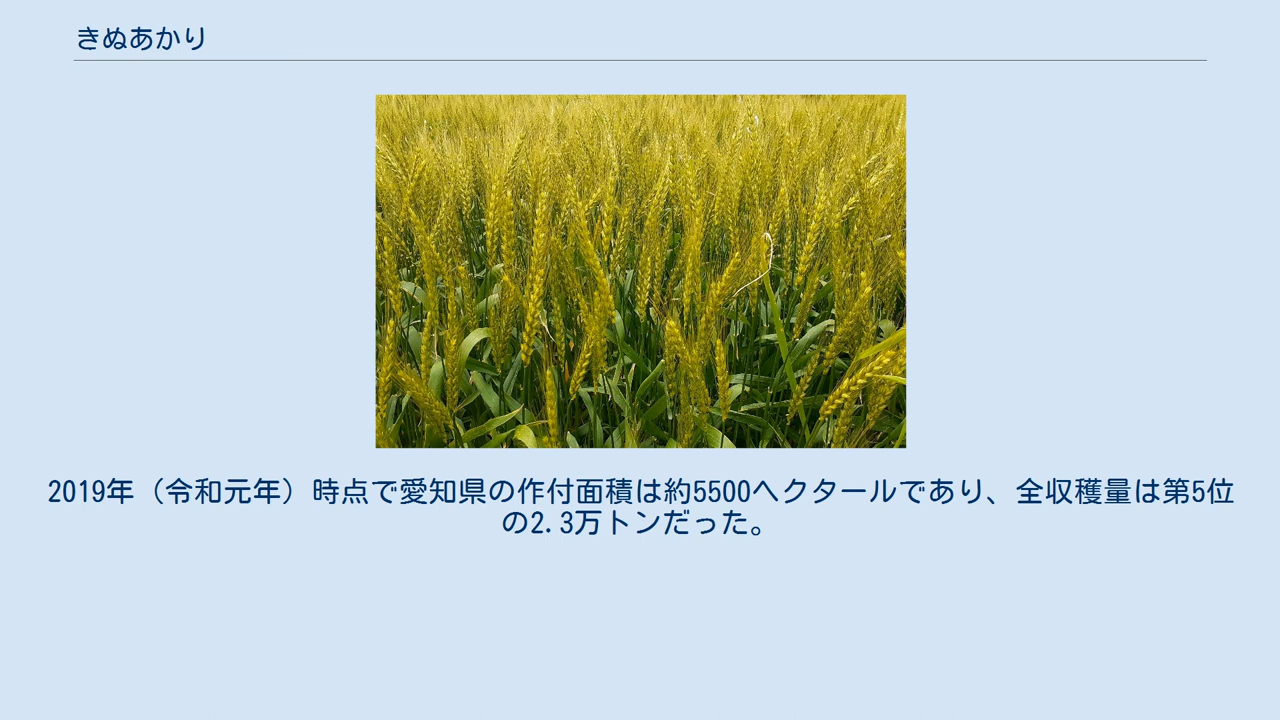 きぬあかり
2019年（令和元年）時点で愛知県の作付面積は約5500ヘクタールであり、全収穫量は第5位
の2.3万トンだった。